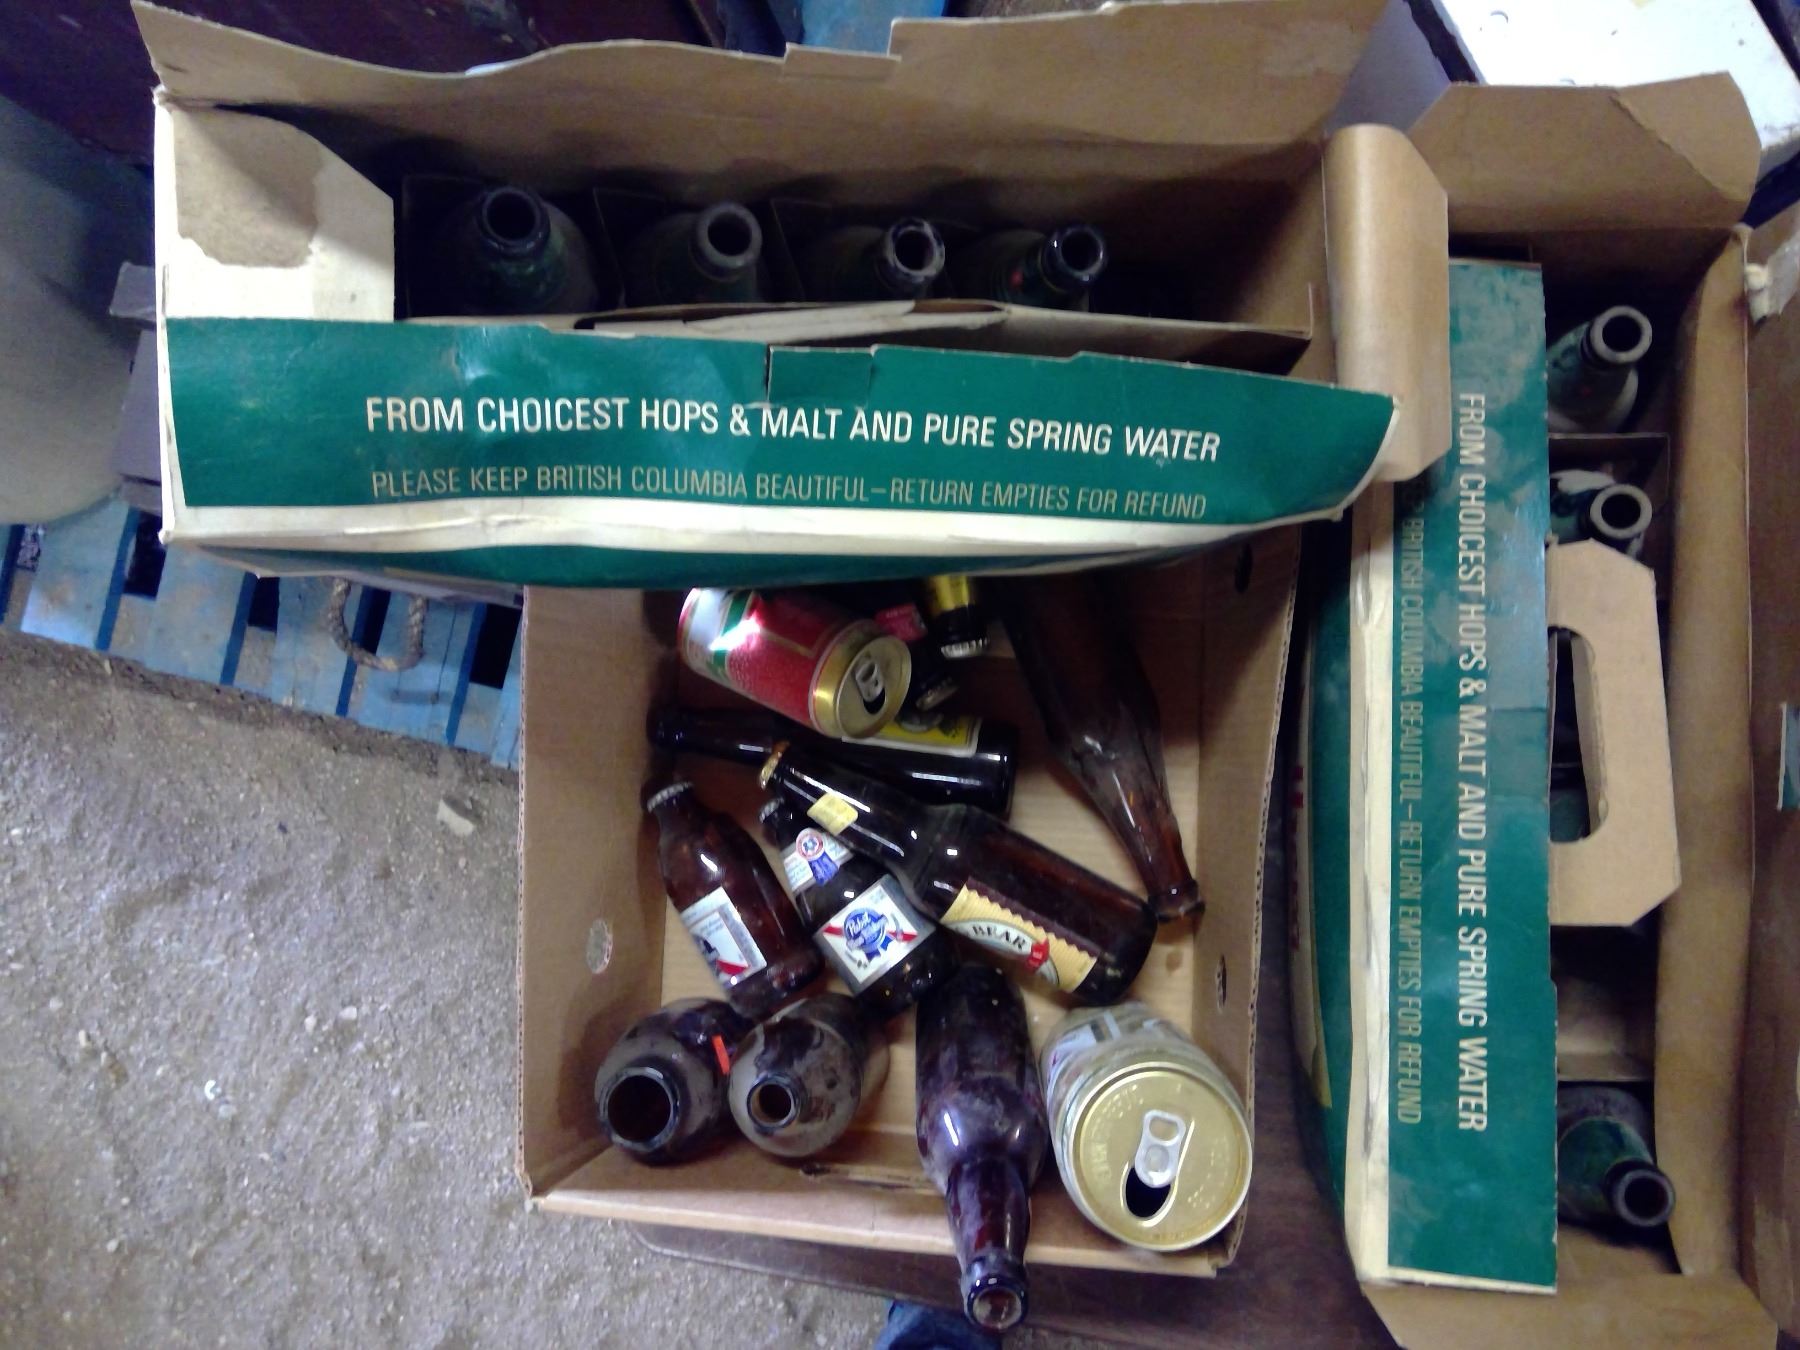 FROM CHOICEST HOPS & MALT AND PURE SPRING WATER
PLEASE KEEP BRITISH COLUMBIA BEAUTIFUL–RETURN EMPTIES FOR REFUND
FROM CHOICEST HOPS & MALT AND PURE SPRING WATER
BRITISH COLUMBIA BEAUTIFUL–RETURN EMPTIES FOR REFUND
Pabst
BEAR